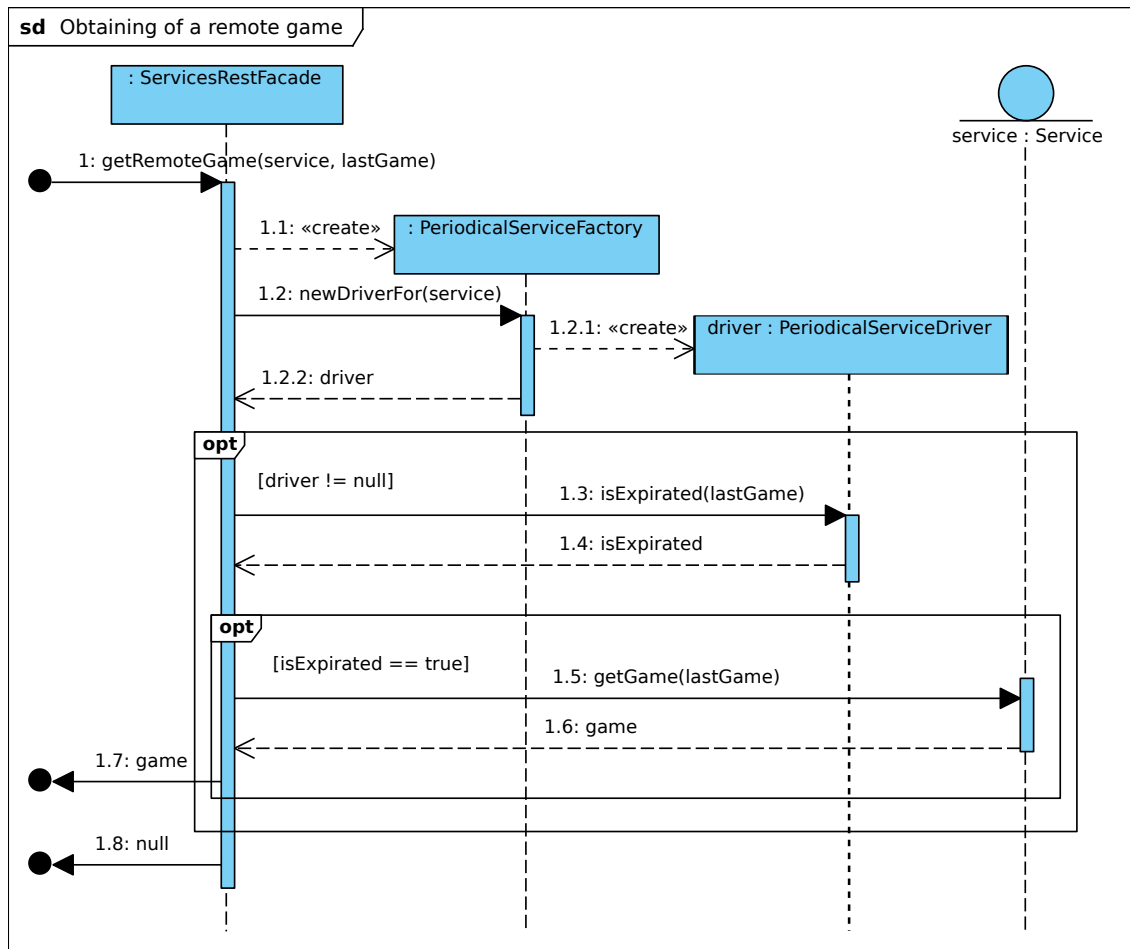 sd Obtaining of a remote game
: ServicesRestFacade
service : Service
1: getRemoteGame(service, lastGame)
1.1: «create»
: PeriodicalServiceFactory
1.2: newDriverFor(service)
1.2.1: «create»
driver : PeriodicalServiceDriver
1.2.2: driver
opt
[driver != null]
1.3: isExpirated(lastGame)
1.4: isExpirated
opt
[isExpirated == true]
1.5: getGame(lastGame)
1.6: game
1.7: game
1.8: null